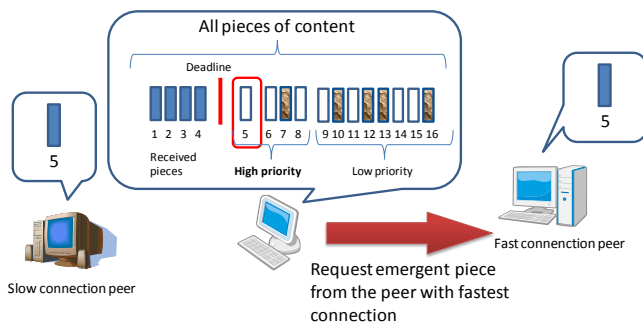 All pieces of content
Deadline
5
1 2 3 4 5 6 7 8 9 10 11 12 13 14 15 16
5
Received
pieces
High priority
Low priority
Slow connection peer
Fast connenction peer
Request emergent piece
from the peer with fastest
connection